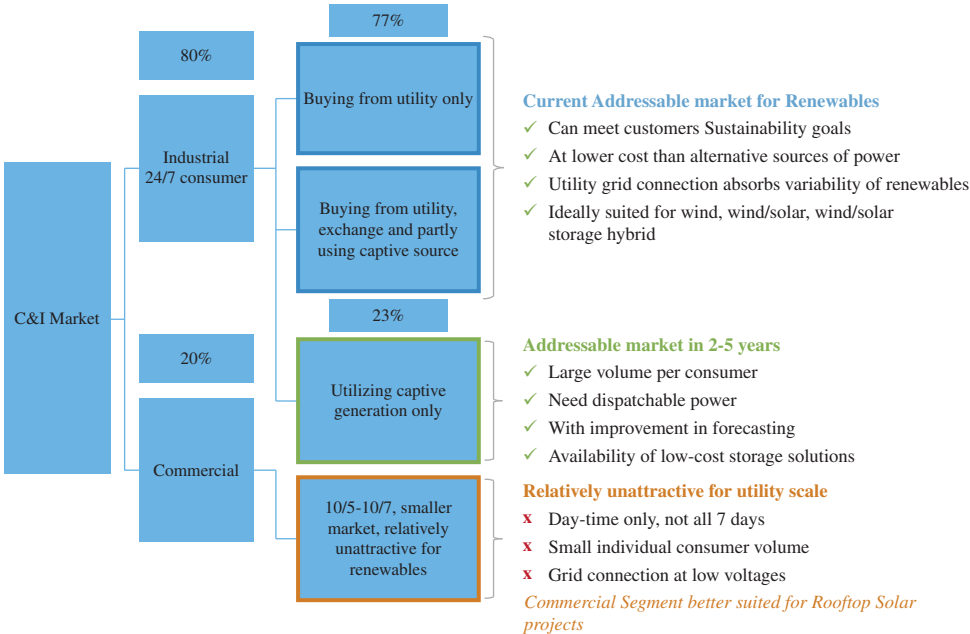 C&I Market
80%
Industrial
24/7 consumer
20%
Commercial
77%
Buying from utility only
Buying from utility,
exchange and partly
using captive source
23%
Utilizing captive
generation only
10/5-10/7, smaller
market, relatively
unattractive for
renewables
Current Addressable market for Renewables
✓ Can meet customers Sustainability goals
✓ At lower cost than alternative sources of power
✓ Utility grid connection absorbs variability of renewables
✓ Ideally suited for wind, wind/solar, wind/solar
storage hybrid
Addressable market in 2-5 years
✓ Large volume per consumer
✓ Need dispatchable power
✓ With improvement in forecasting
✓ Availability of low-cost storage solutions
Relatively unattractive for utility scale
x Day-time only, not all 7 days
x Small individual consumer volume
x Grid connection at low voltages
Commercial Segment better suited for Rooftop Solar
projects